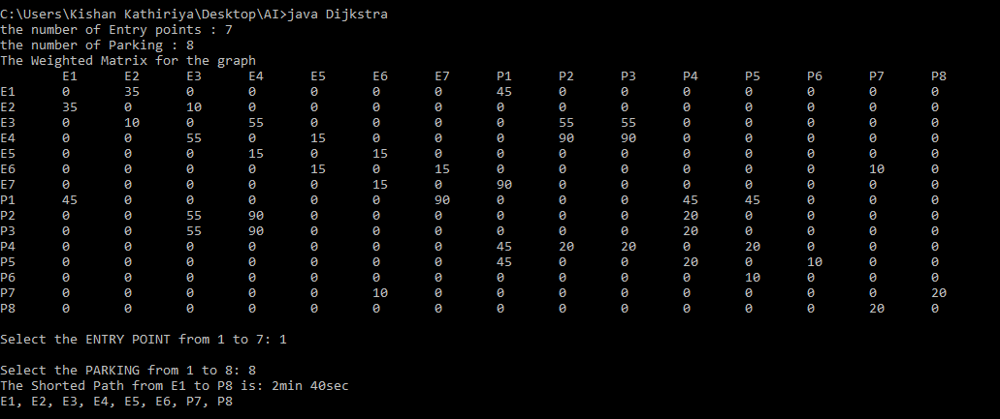 C:\Users\Kishan Kathiriya\Desktop\AI>java Dijkstra
the number of Entry points : 7
the number of Parking : 8
The Weighted Matrix for the graph
E1 E2 E3 E4 E5 E6 E7 P1 P2 P3 P4 P5 P6 P7 P8
E1 0 35 0 0 0 0 0 45 0 0 0 0 0 0 0
E2 35 0 10 0 0 0 0 0 0 0 0 0 0 0 0
E3 0 10 0 55 0 0 0 0 55 55 0 0 0 0 0
E4 0 0 55 0 15 0 0 0 90 90 0 0 0 0 0
E5 0 0 0 15 0 15 0 0 0 0 0 0 0 0 0
E6 0 0 0 0 15 0 15 0 0 0 0 0 0 10 0
E7 0 0 0 0 0 15 0 90 0 0 0 0 0 0 0
P1 45 0 0 0 0 0 90 0 0 0 45 45 0 0 0
P2 0 0 55 90 0 0 0 0 0 0 20 0 0 0 0
P3 0 0 55 90 0 0 0 0 0 0 20 0 0 0 0
P4 0 0 0 0 0 0 0 45 20 20 0 20 0 0 0
P5 0 0 0 0 0 0 0 45 0 0 20 0 10 0 0
P6 0 0 0 0 0 0 0 0 0 0 0 10 0 0 0
P7 0 0 0 0 0 10 0 0 0 0 0 0 0 0 20
P8 0 0 0 0 0 0 0 0 0 0 0 0 0 20 0
Select the ENTRY POINT from 1 to 7: 1
Select the PARKING from 1 to 8: 8
The Shorted Path from E1 to P8 is: 2min 40sec
E1, E2, E3, E4, E5, E6, P7, P8